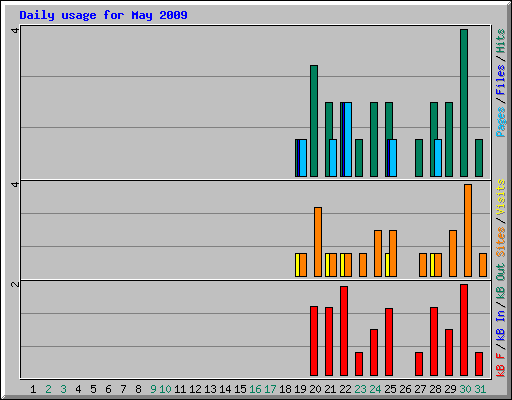 Daily usage for May 2009
4
4
2
Pages / Files / Hits
Sites / Visits
kB F / kB In / kB Out
1 2 3 4 5 6 7 8 9 10 11 12 13 14 15 16 17 18 19 20 21 22 23 24 25 26 27 28 29 30 31